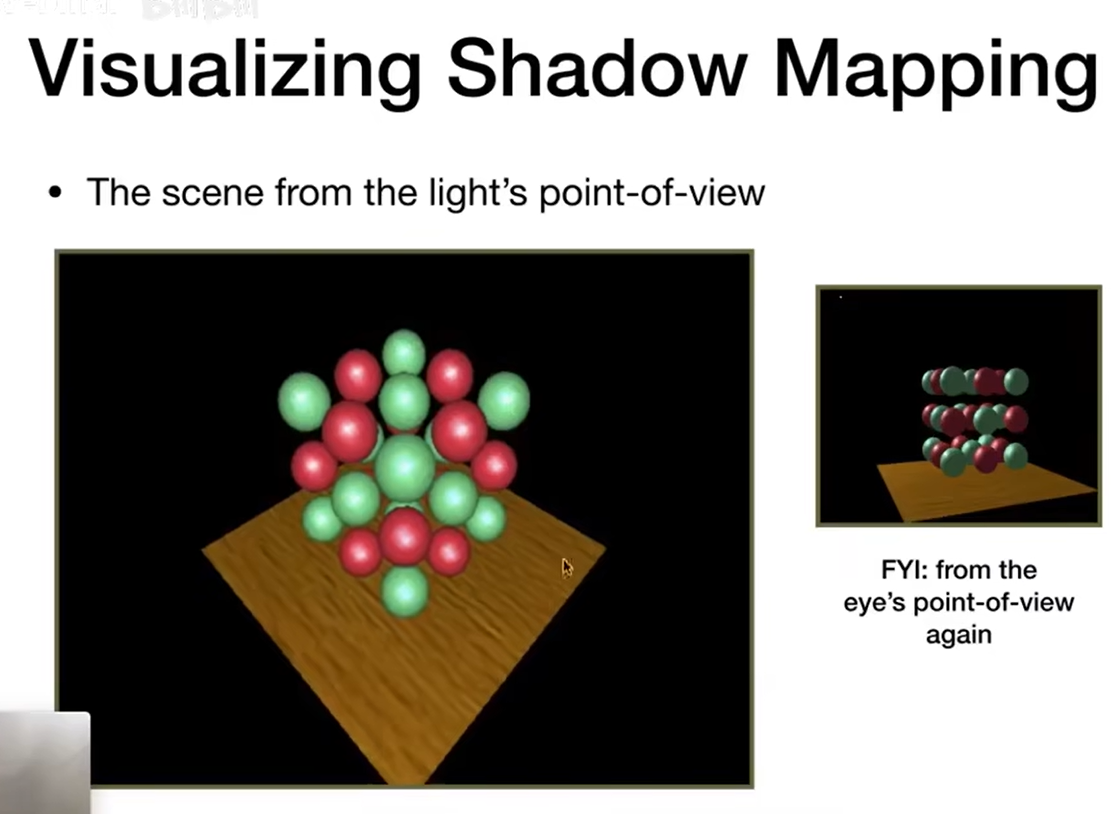 Visualizing Shadow Mapping
• The scene from the light's point-of-view
FYI: from the
eye's point-of-view
again